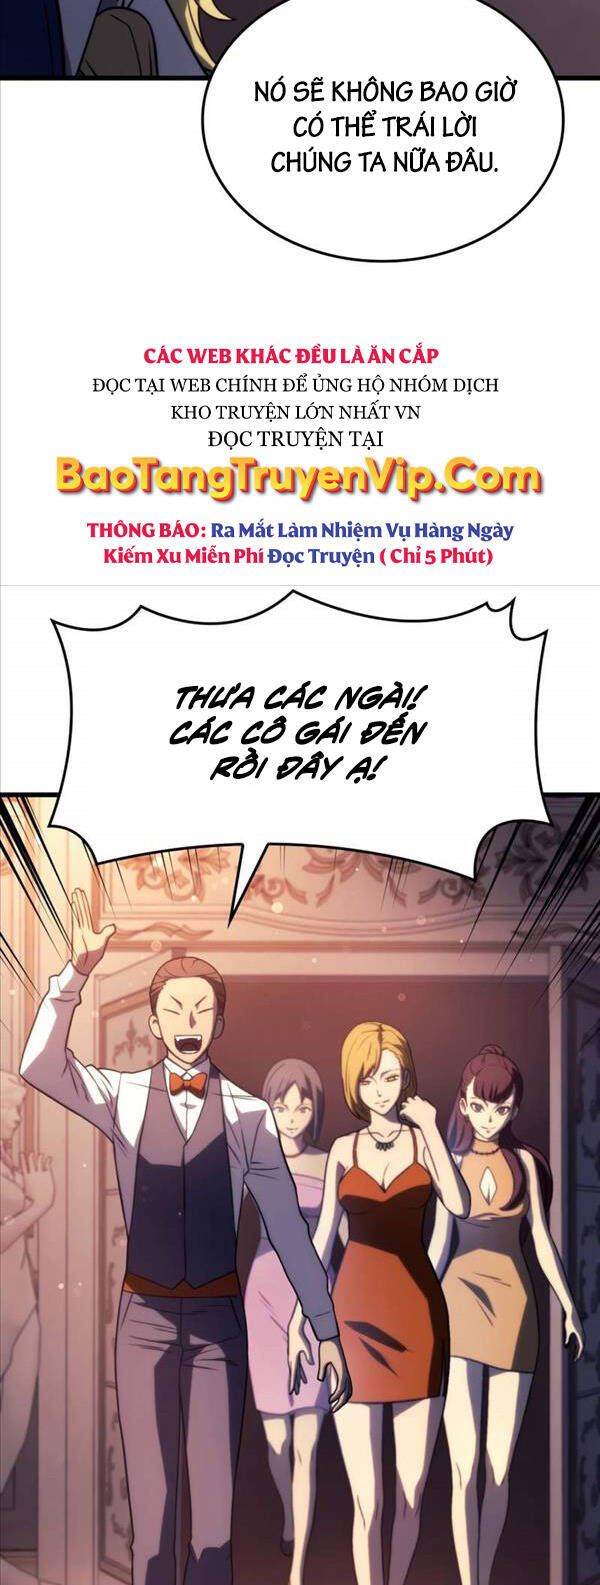 NÓ SẼ KHÔNG BAO GIỜ
CÓ THỂ TRÁI LỜI
CHÚNG TA NỮA ĐÂU.
CÁC WEB KHÁC ĐỀU LÀ ĂN CẮP
ĐỌC TẠI WEB CHÍNH ĐỂ ỦNG HỘ NHÓM DỊCH
KHO TRUYỆN LỚN NHẤT VN
ĐỌC TRUYỆN TẠI
BaoTangTruyenVip.Com
THÔNG BÁO: Ra Mắt Làm Nhiệm Vụ Hàng Ngày
Kiếm Xu Miễn Phí Đọc Truyện ( Chỉ 5 Phút)
THƯA CÁC NGÀI!
CÁC CÔ GÁI ĐẾN
RỒI ĐÂY Ạ!